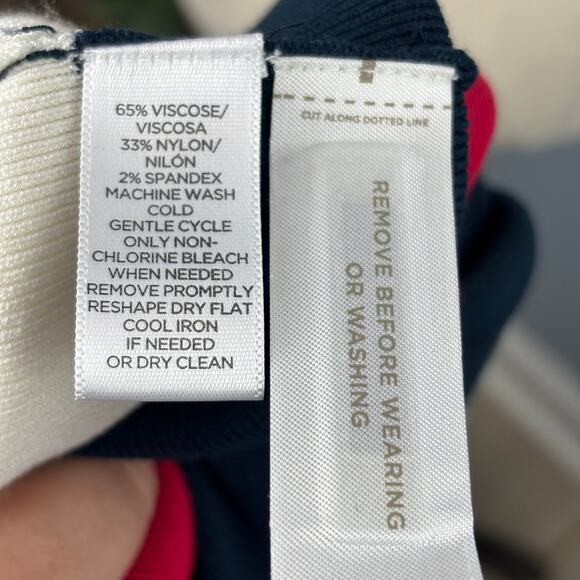 65% VISCOSE/
VISCOSA
33% NYLON/
NILÓN
2% SPANDEX
MACHINE WASH
COLD
GENTLE CYCLE
ONLY NON-
CHLORINE BLEACH
WHEN NEEDED
REMOVE PROMPTLY
RESHAPE DRY FLAT
COOL IRON
IF NEEDED
OR DRY CLEAN
CUT ALONG DOTTED LINE
REMOVE BEFORE WEARING
OR WASHING